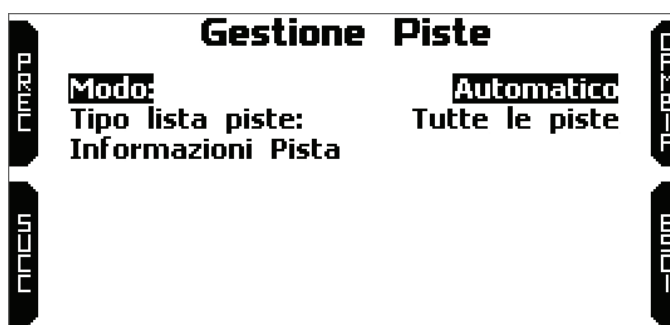 Gestione Piste
PREC
Modo: Automatico
Tipo lista piste: Tutte le piste
Informazioni Pista
CAMBIA
SUCC
ESCI